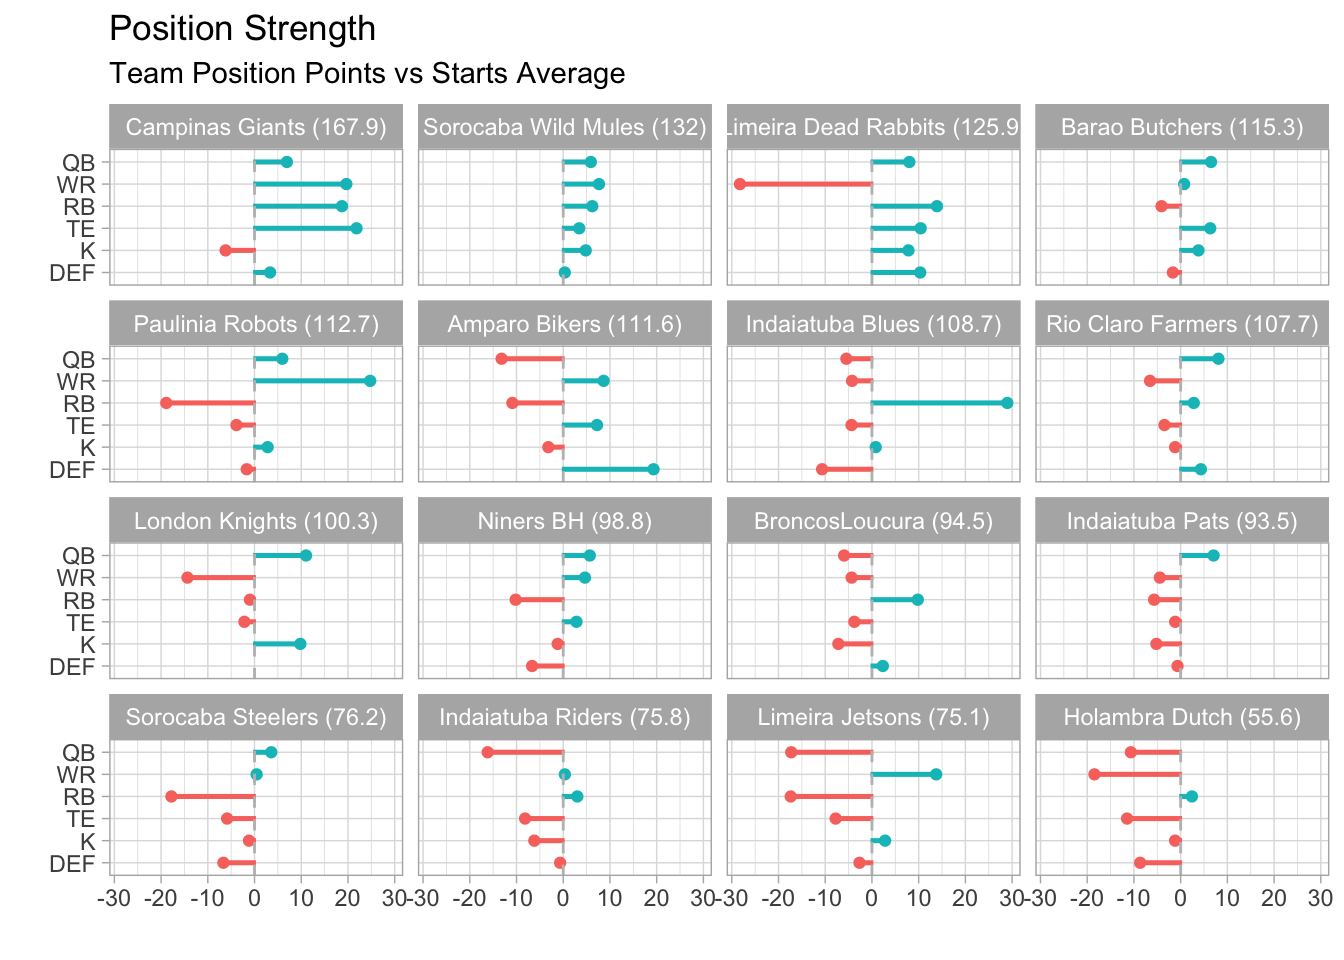 Position Strength
Team Position Points vs Starts Average
Campinas Giants (167.9) Sorocaba Wild Mules (132) Limeira Dead Rabbits (125.9 Barao Butchers (115.3)
QB
WR
RB
TE
K
DEF
Paulinia Robots (112.7) Amparo Bikers (111.6) Indaiatuba Blues (108.7) Rio Claro Farmers (107.7)
QB
WR
RB
TE
K
DEF
London Knights (100.3) Niners BH (98.8) BroncosLoucura (94.5) Indaiatuba Pats (93.5)
QB
WR
RB
TE
K
DEF
Sorocaba Steelers (76.2) Indaiatuba Riders (75.8) Limeira Jetsons (75.1) Holambra Dutch (55.6)
QB
WR
RB
TE
K
DEF
-30 -20 -10 0 10 20 30 -30 -20 -10 0 10 20 30 -30 -20 -10 0 10 20 30 -30 -20 -10 0 10 20 30